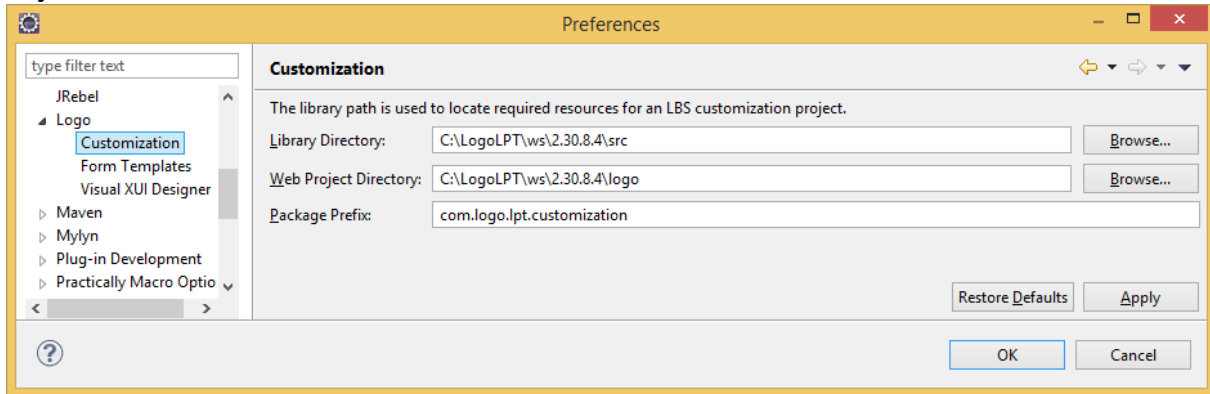 Preferences
type filter text
JRebel
Logo
Customization
Form Templates
Visual XUI Designer
Maven
Mylyn
Plug-in Development
Practically Macro Optio
Customization
The library path is used to locate required resources for an LBS customization project.
Library Directory: C:\LogoLPT\ws\2.30.8.4\src Browse...
Web Project Directory: C:\LogoLPT\ws\2.30.8.4\logo Browse...
Package Prefix: com.logo.lpt.customization
Restore Defaults Apply
OK Cancel